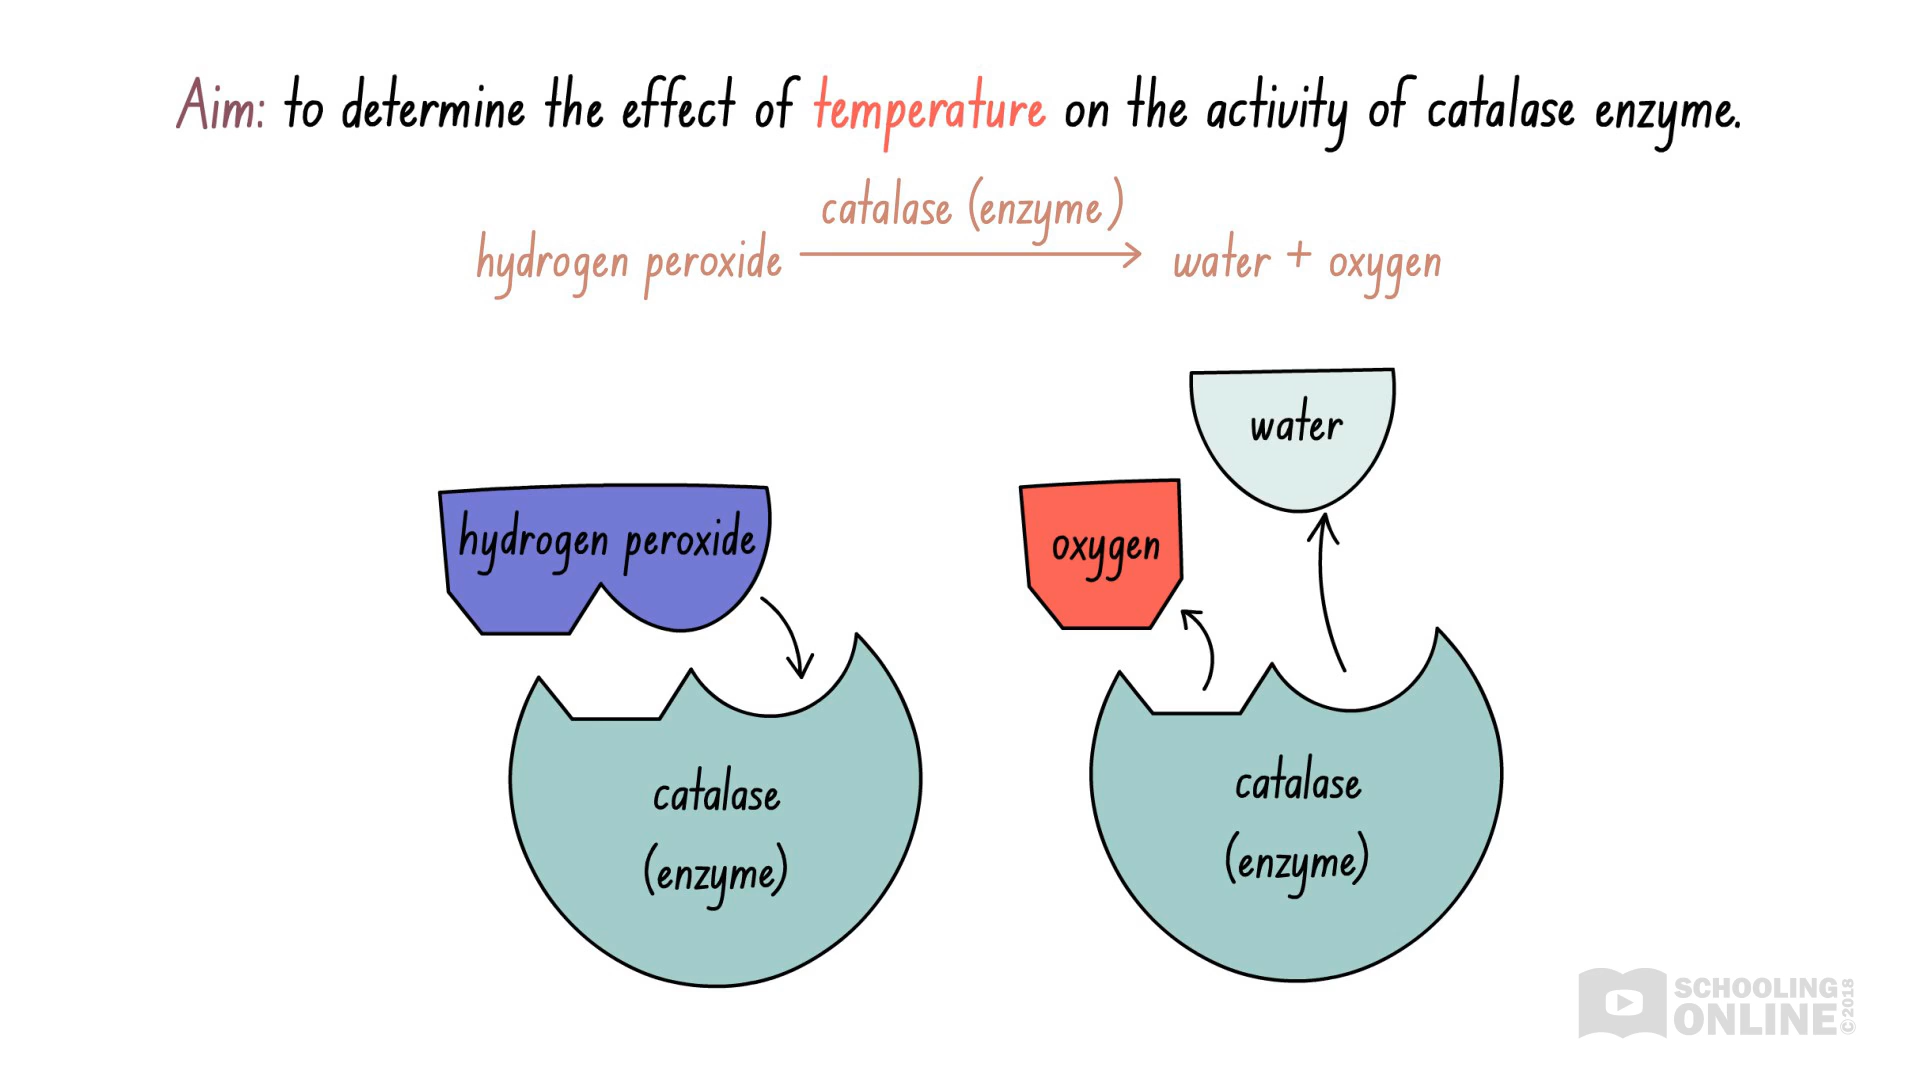 Aim: to determine the effect of temperature on the activity of catalase enzyme.
catalase (enzyme)
hydrogen peroxide → water + oxygen
water
hydrogen peroxide
oxygen
catalase
(enzyme)
catalase
(enzyme)
SCHOOLING
ONLINE
©2018